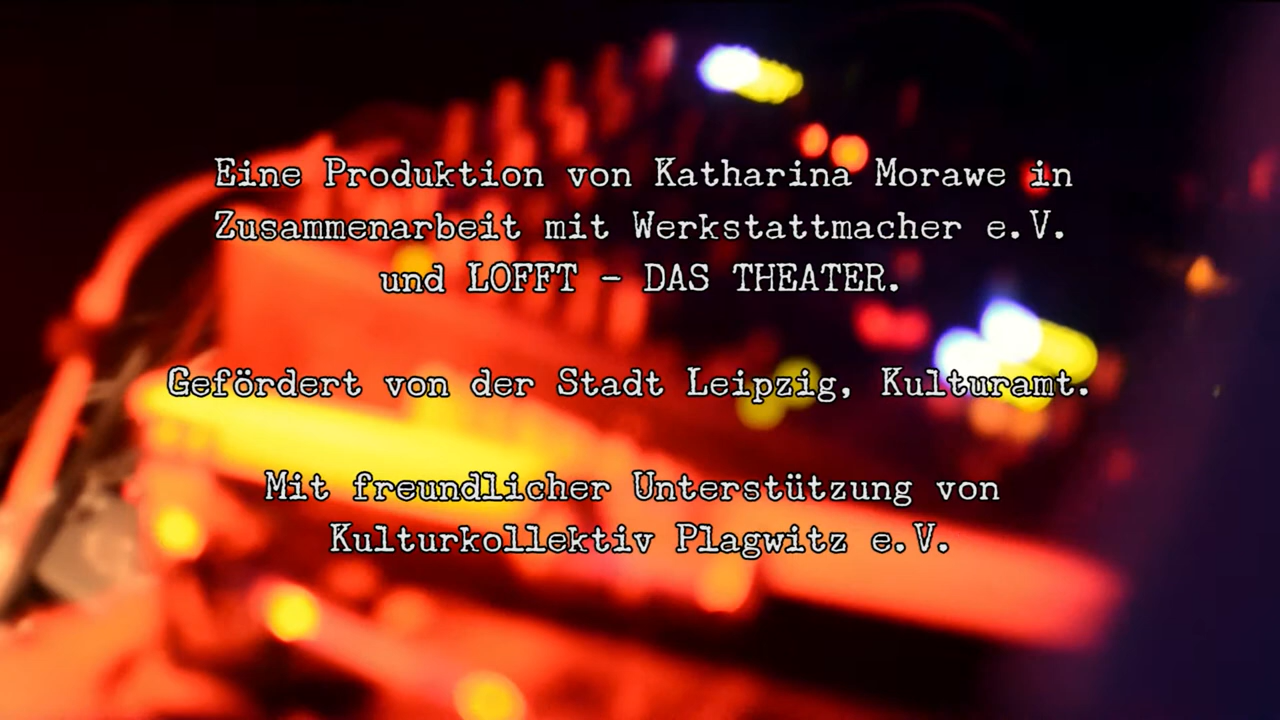 Eine Produktion von Katharina Morawe in
Zusammenarbeit mit Werkstattmacher e.V.
und LOFFT - DAS THEATER.
Gefördert von der Stadt Leipzig, Kulturamt.
Mit freundlicher Unterstützung von
Kulturkollektiv Plagwitz e.V.